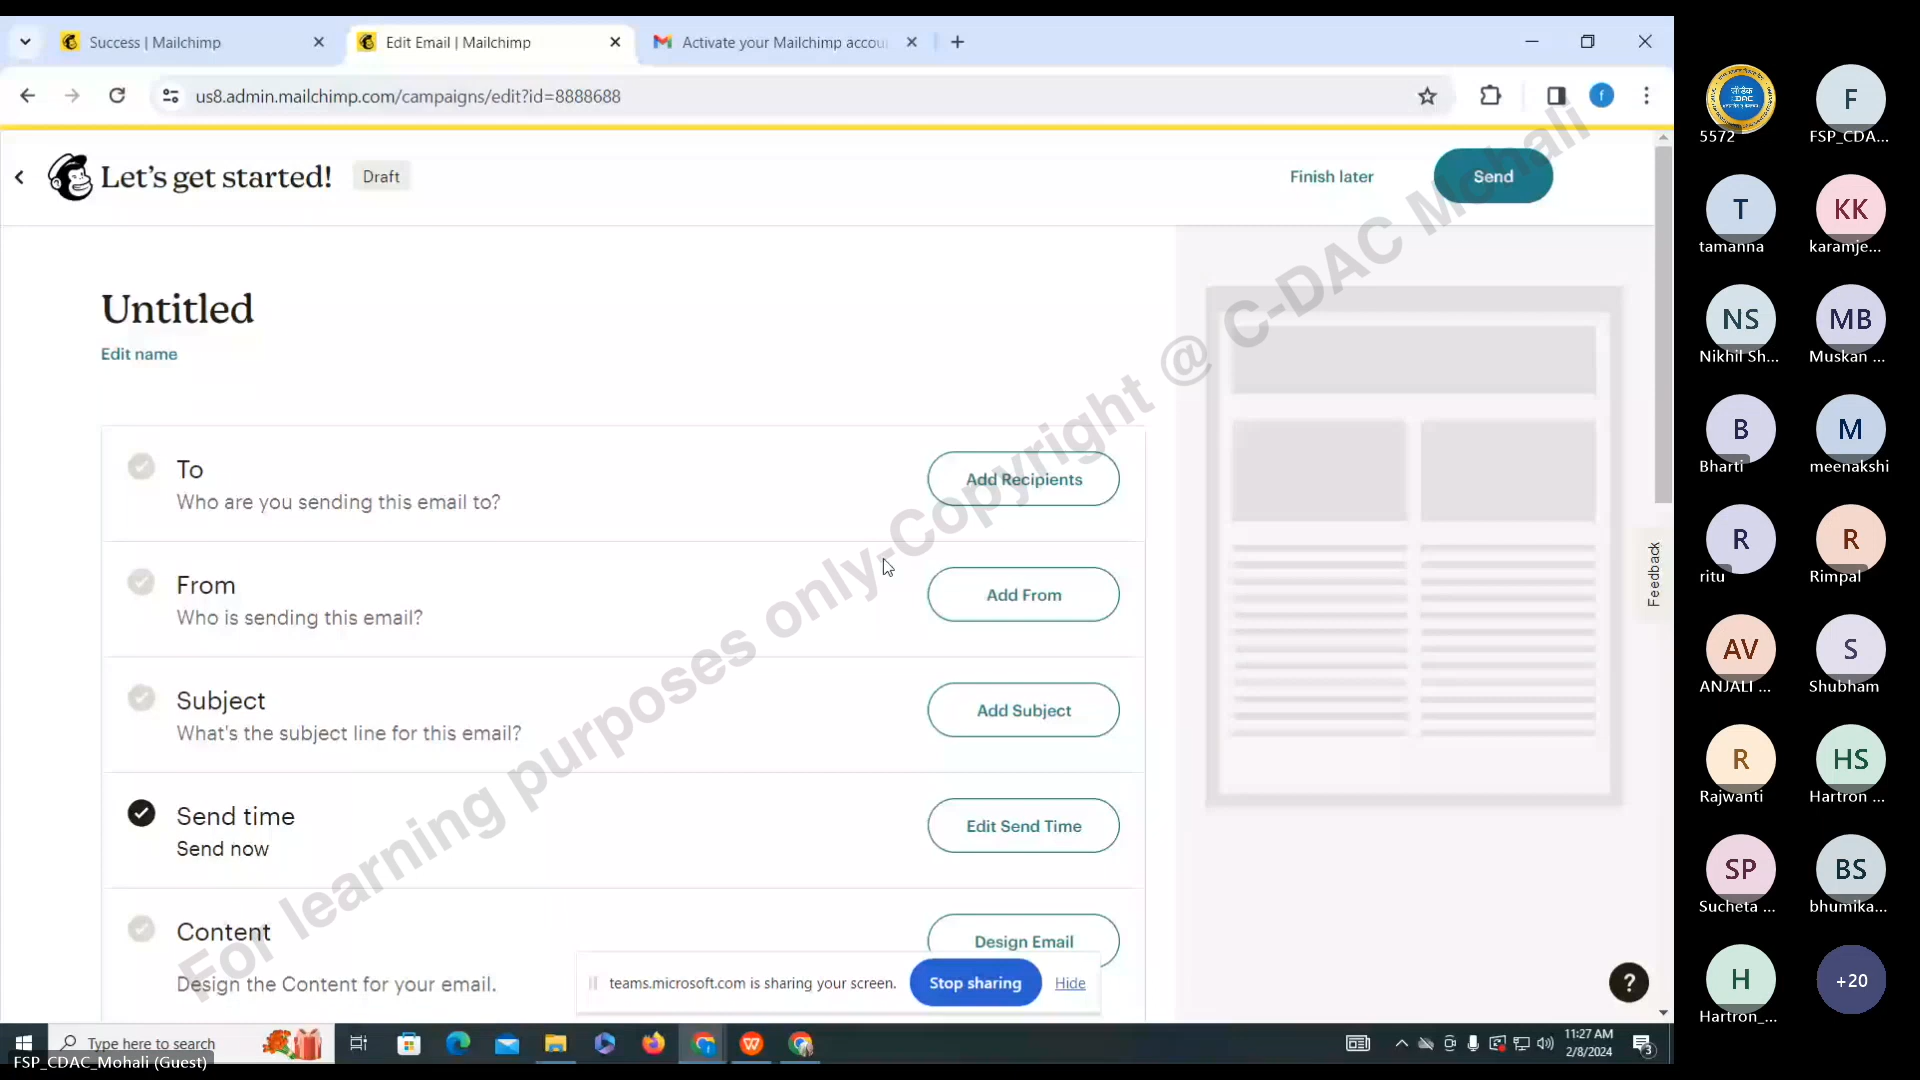 Success | Mailchimp
Edit Email | Mailchimp
Activate your Mailchimp accou
us8.admin.mailchimp.com/campaigns/edit?id=8888688
f
Let's get started!
Draft
Finish later
Send
Untitled
Edit name
To
Who are you sending this email to?
Add Recipients
From
Who is sending this email?
Add From
Subject
What's the subject line for this email?
Add Subject
Send time
Send now
Edit Send Time
Content
Design the Content for your email.
Design Email
Feedback
?
For learning purposes only-Copyright @ C-DAC Mohali
teams.microsoft.com is sharing your screen.
Stop sharing
Hide
Type here to search
11:27 AM
2/8/2024
3
FSP_CDAC_Mohali (Guest)
5572
F
FSP_CDA...
T
tamanna
KK
karamje...
NS
Nikhil Sh...
MB
Muskan ...
B
Bharti
M
meenakshi
R
ritu
R
Rimpal
AV
ANJALI ...
S
Shubham
R
Rajwanti
HS
Hartron ...
SP
Sucheta ...
BS
bhumika...
H
Hartron_...
+20